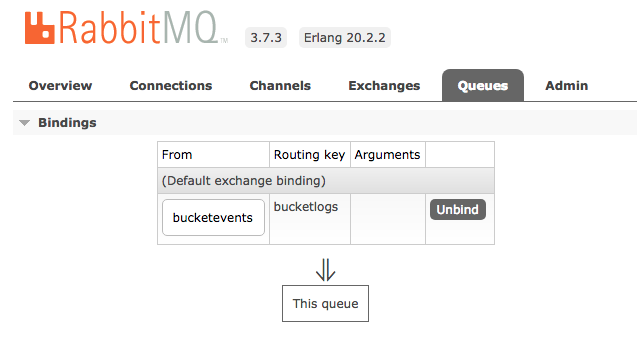 RabbitMQ TM 3.7.3 Erlang 20.2.2
Overview Connections Channels Exchanges Queues Admin
Bindings
From Routing key Arguments
(Default exchange binding)
bucketevents bucketlogs Unbind
⇓
This queue